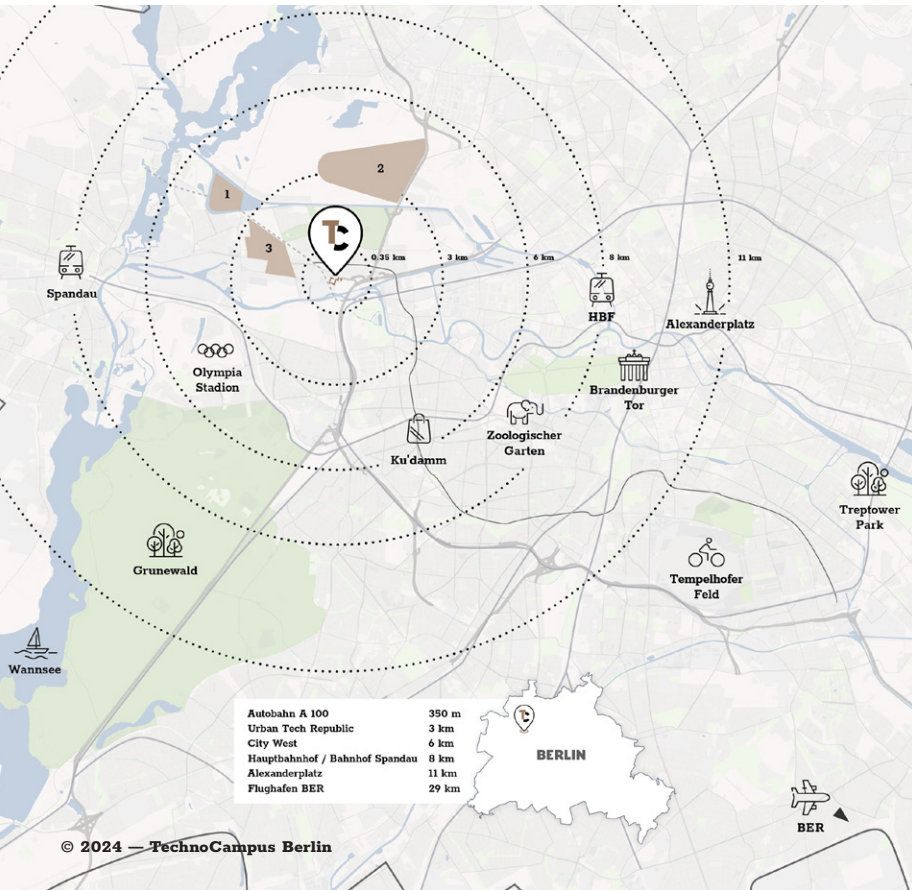 2
1
TC
3
0,35 km
3 km
6 km
8 km
11 km
Spandau
HBF
Alexanderplatz
Olympia
Stadion
Brandenburger
Tor
Zoologischer
Garten
Ku'damm
Treptower
Park
Grunewald
Tempelhofer
Feld
Wannsee
Autobahn A 100 350 m
Urban Tech Republic 3 km
City West 6 km
Hauptbahnhof / Bahnhof Spandau 8 km
Alexanderplatz 11 km
Flughafen BER 29 km
TC
BERLIN
BER
© 2024 — TechnoCampus Berlin